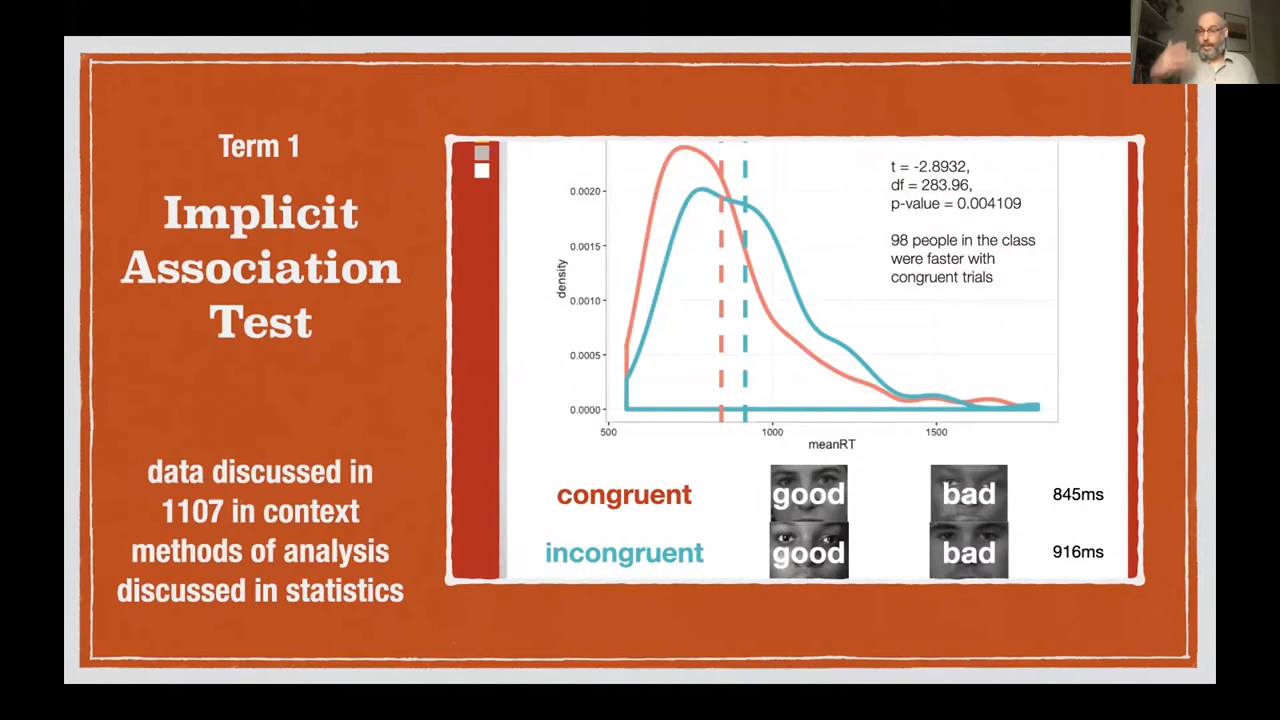 Term 1
Implicit
Association
Test
data discussed in
1107 in context
methods of analysis
discussed in statistics
density
0.0020
0.0015
0.0010
0.0005
0.0000
500
1000
1500
meanRT
t = -2.8932,
df = 283.96,
p-value = 0.004109
98 people in the class
were faster with
congruent trials
congruent good bad 845ms
incongruent good bad 916ms